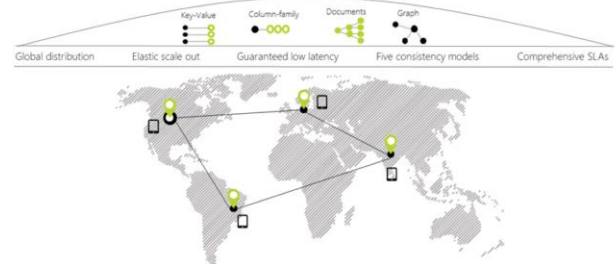 Key-Value Column-family Documents Graph
Global distribution Elastic scale out Guaranteed low latency Five consistency models Comprehensive SLAs